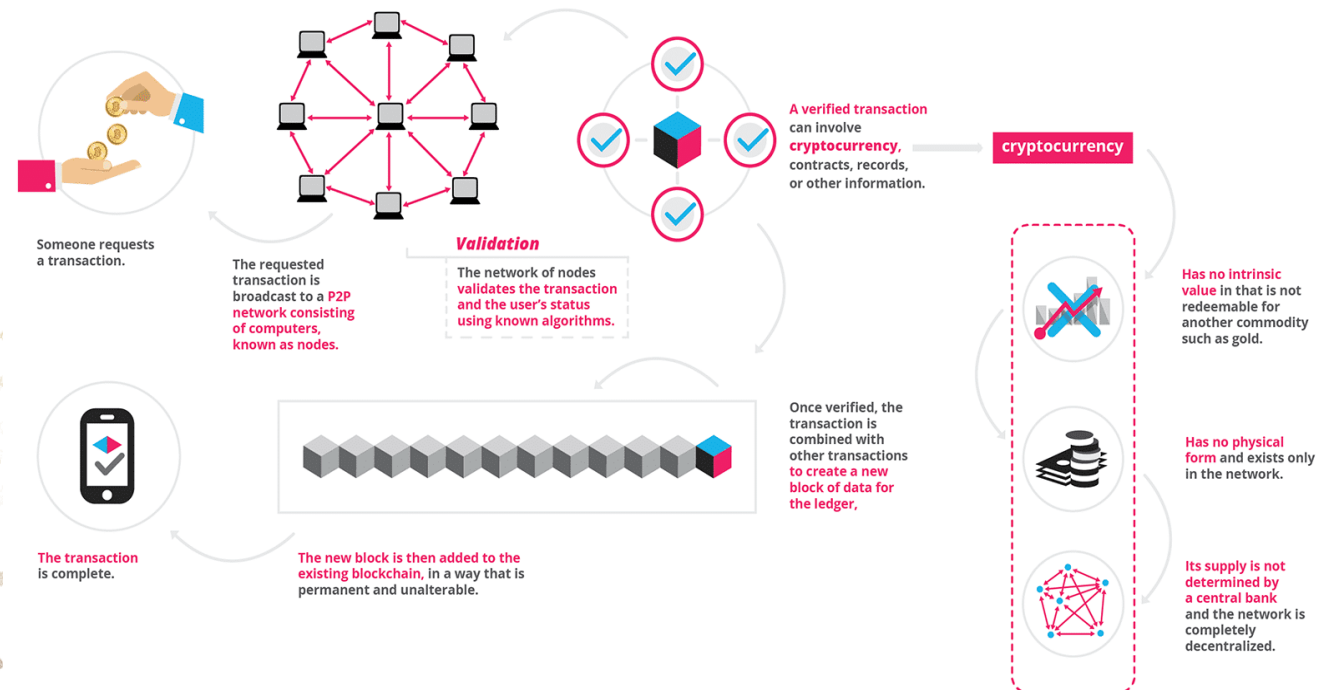 Someone requests
a transaction.
The requested
transaction is
broadcast to a P2P
network consisting
of computers,
known as nodes.
Validation
The network of nodes
validates the transaction
and the user's status
using known algorithms.
A verified transaction
can involve
cryptocurrency,
contracts, records,
or other information.
cryptocurrency
Has no intrinsic
value in that is not
redeemable for
another commodity
such as gold.
Has no physical
form and exists only
in the network.
Its supply is not
determined by
a central bank
and the network is
completely
decentralized.
Once verified, the
transaction is
combined with
other transactions
to create a new
block of data for
the ledger,
The new block is then added to the
existing blockchain, in a way that is
permanent and unalterable.
The transaction
is complete.